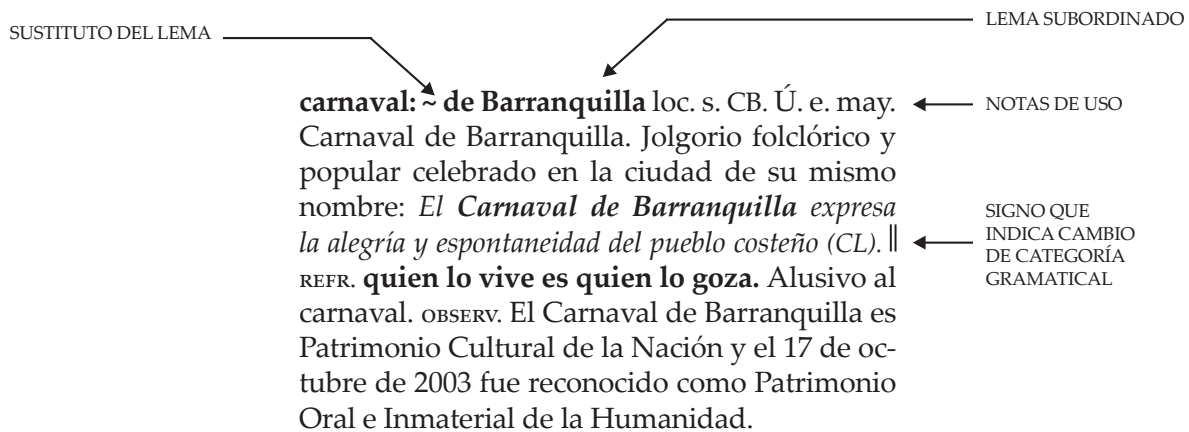 SUSTITUTO DEL LEMA
LEMA SUBORDINADO
carnaval: ~ de Barranquilla loc. s. CB. Ú. e. may.
NOTAS DE USO
Carnaval de Barranquilla. Jolgorio folclórico y
popular celebrado en la ciudad de su mismo
nombre: El Carnaval de Barranquilla expresa
la alegría y espontaneidad del pueblo costeño (CL). ||
SIGNO QUE
INDICA CAMBIO
DE CATEGORÍA
GRAMATICAL
REFR. quien lo vive es quien lo goza. Alusivo al
carnaval. OBSERV. El Carnaval de Barranquilla es
Patrimonio Cultural de la Nación y el 17 de oc-
tubre de 2003 fue reconocido como Patrimonio
Oral e Inmaterial de la Humanidad.